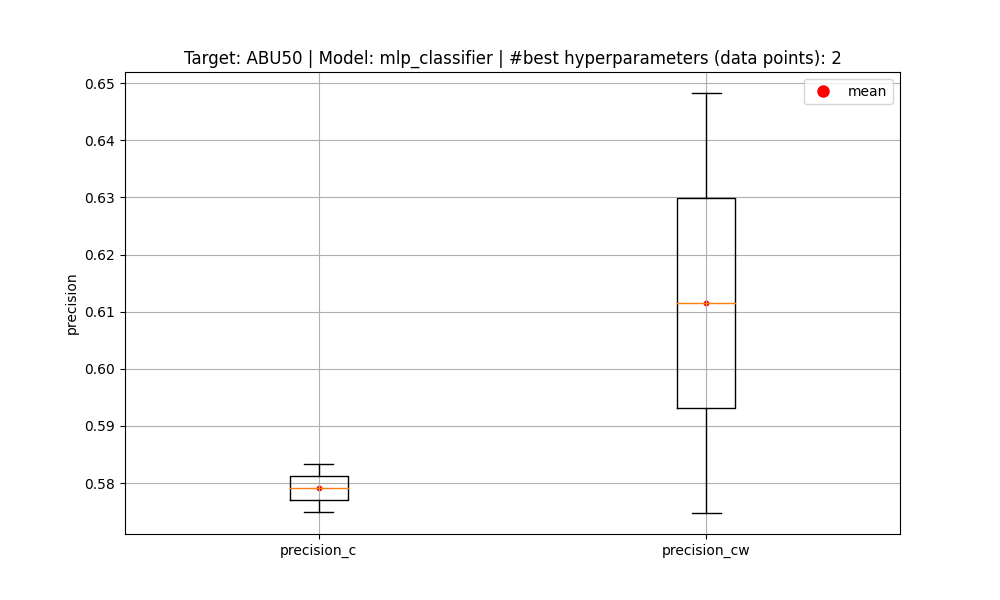 Target: ABU50 | Model: mlp_classifier | #best hyperparameters (data points): 2
mean
0.65
0.64
0.63
0.62
0.61
0.60
0.59
0.58
precision
precision_c
precision_cw